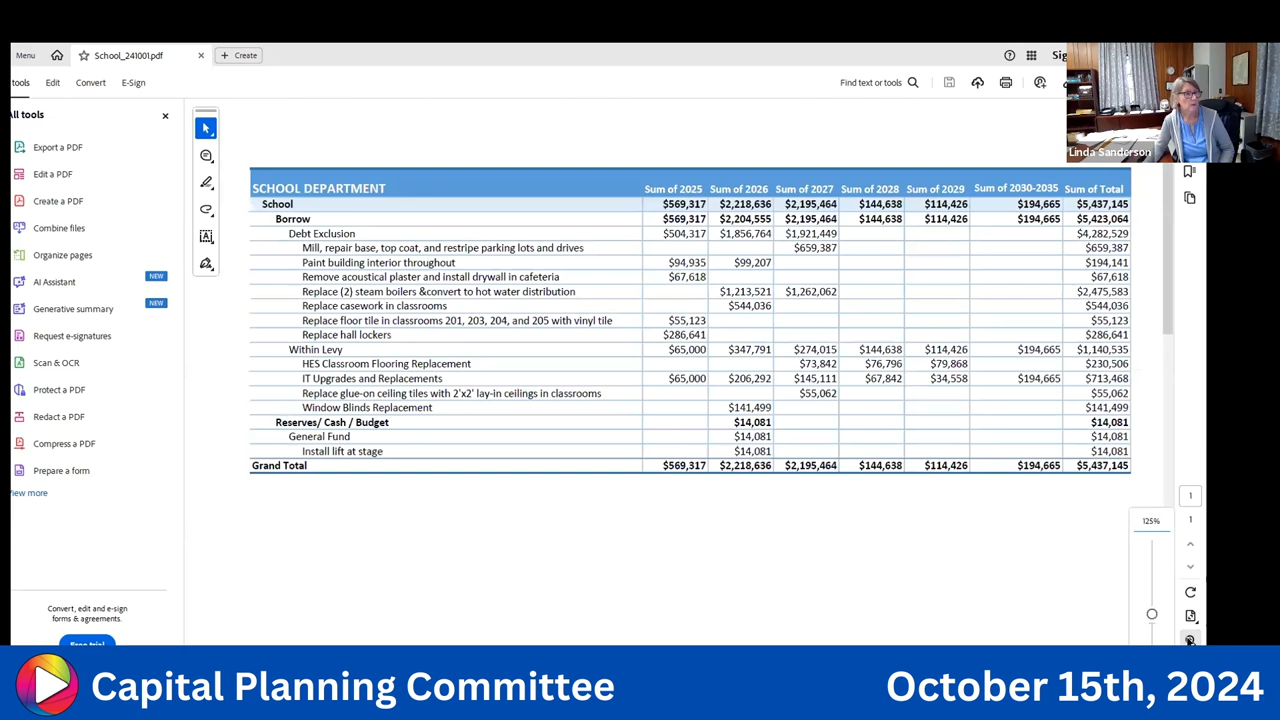 Menu School_241001.pdf Create
tools Edit Convert E-Sign Find text or tools
All tools
Export a PDF
Edit a PDF
Create a PDF
Combine files
Organize pages
AI Assistant NEW
Generative summary NEW
Request e-signatures
Scan & OCR
Protect a PDF
Redact a PDF
Compress a PDF
Prepare a form
View more
Convert, edit and e-sign
forms & agreements.
Free trial
Linda Sanderson
SCHOOL DEPARTMENT Sum of 2025 Sum of 2026 Sum of 2027 Sum of 2028 Sum of 2029 Sum of 2030-2035 Sum of Total
School $569,317 $2,218,636 $2,195,464 $144,638 $114,426 $194,665 $5,437,145
Borrow $569,317 $2,204,555 $2,195,464 $144,638 $114,426 $194,665 $5,423,064
Debt Exclusion $504,317 $1,856,764 $1,921,449 $4,282,529
Mill, repair base, top coat, and restripe parking lots and drives $659,387 $659,387
Paint building interior throughout $94,935 $99,207 $194,141
Remove acoustical plaster and install drywall in cafeteria $67,618 $67,618
Replace (2) steam boilers &convert to hot water distribution $1,213,521 $1,262,062 $2,475,583
Replace casework in classrooms $544,036 $544,036
Replace floor tile in classrooms 201, 203, 204, and 205 with vinyl tile $55,123 $55,123
Replace hall lockers $286,641 $286,641
Within Levy $65,000 $347,791 $274,015 $144,638 $114,426 $194,665 $1,140,535
HES Classroom Flooring Replacement $73,842 $76,796 $79,868 $230,506
IT Upgrades and Replacements $65,000 $206,292 $145,111 $67,842 $34,558 $194,665 $713,468
Replace glue-on ceiling tiles with 2'x2' lay-in ceilings in classrooms $55,062 $55,062
Window Blinds Replacement $141,499 $141,499
Reserves/ Cash / Budget $14,081 $14,081
General Fund $14,081 $14,081
Install lift at stage $14,081 $14,081
Grand Total $569,317 $2,218,636 $2,195,464 $144,638 $114,426 $194,665 $5,437,145
1
1
125%
Capital Planning Committee October 15th, 2024